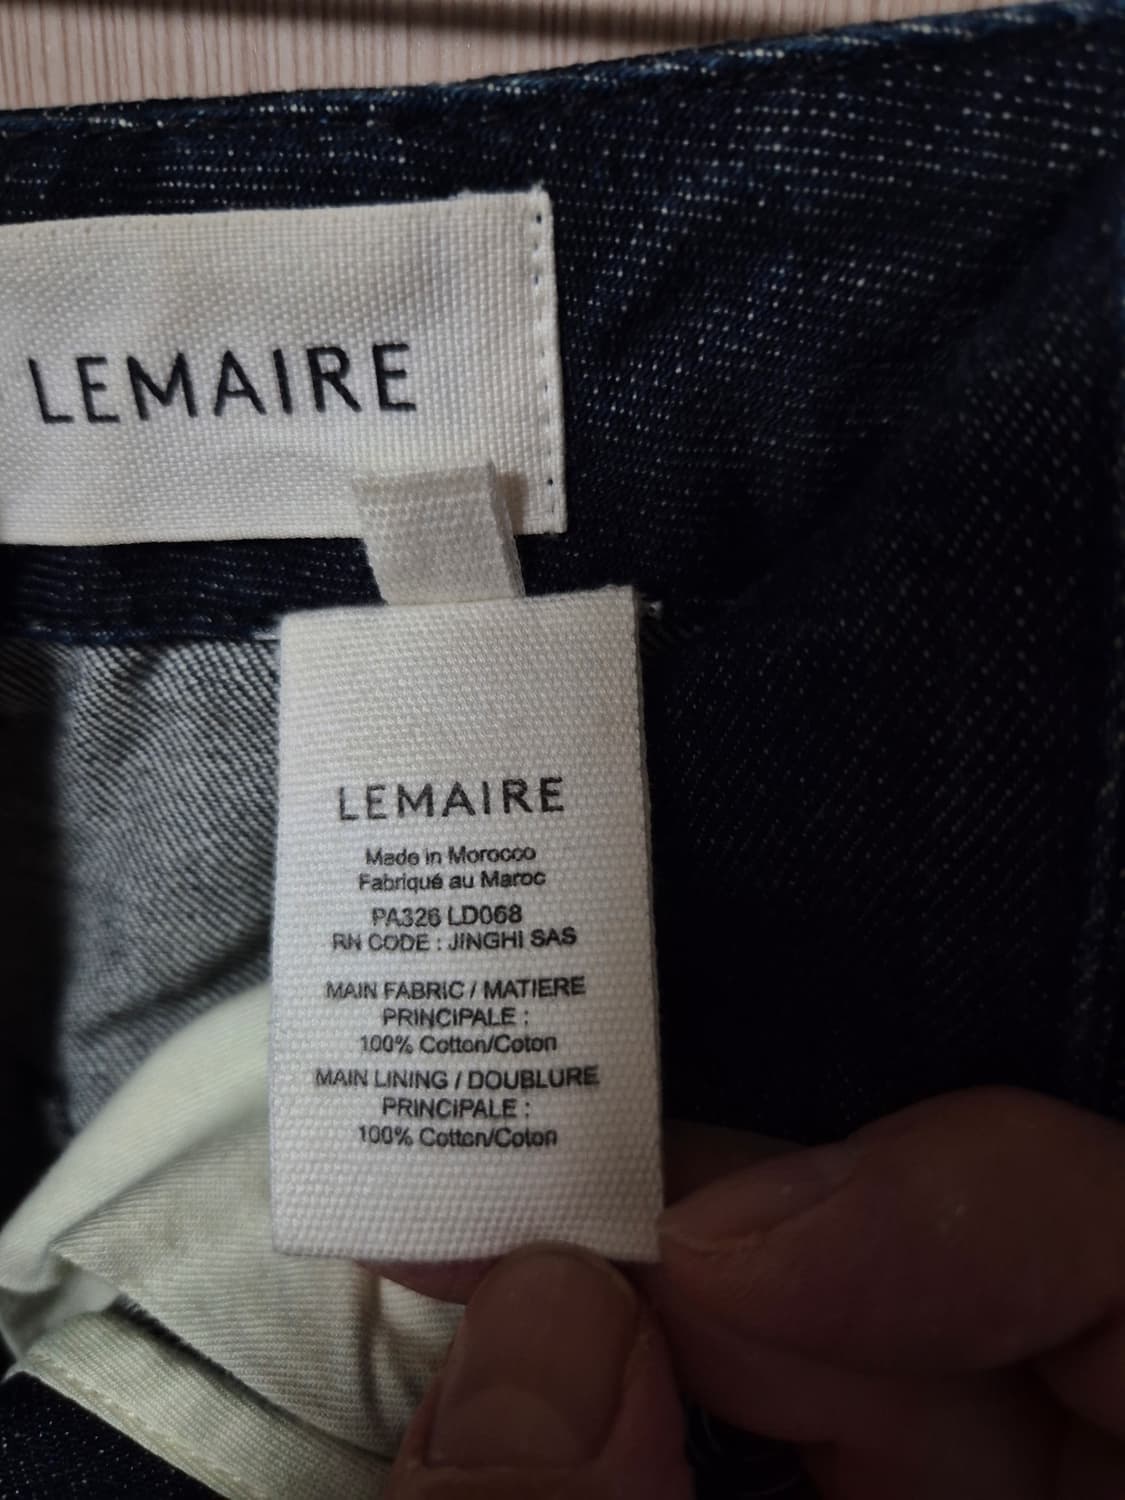 LEMAIRE
LEMAIRE
Made in Morocco
Fabriqué au Maroc
PA326 LD068
RN CODE : JINGHI SAS
MAIN FABRIC / MATIERE
PRINCIPALE :
100% Cotton/Coton
MAIN LINING / DOUBLURE
PRINCIPALE :
100% Cotton/Coton